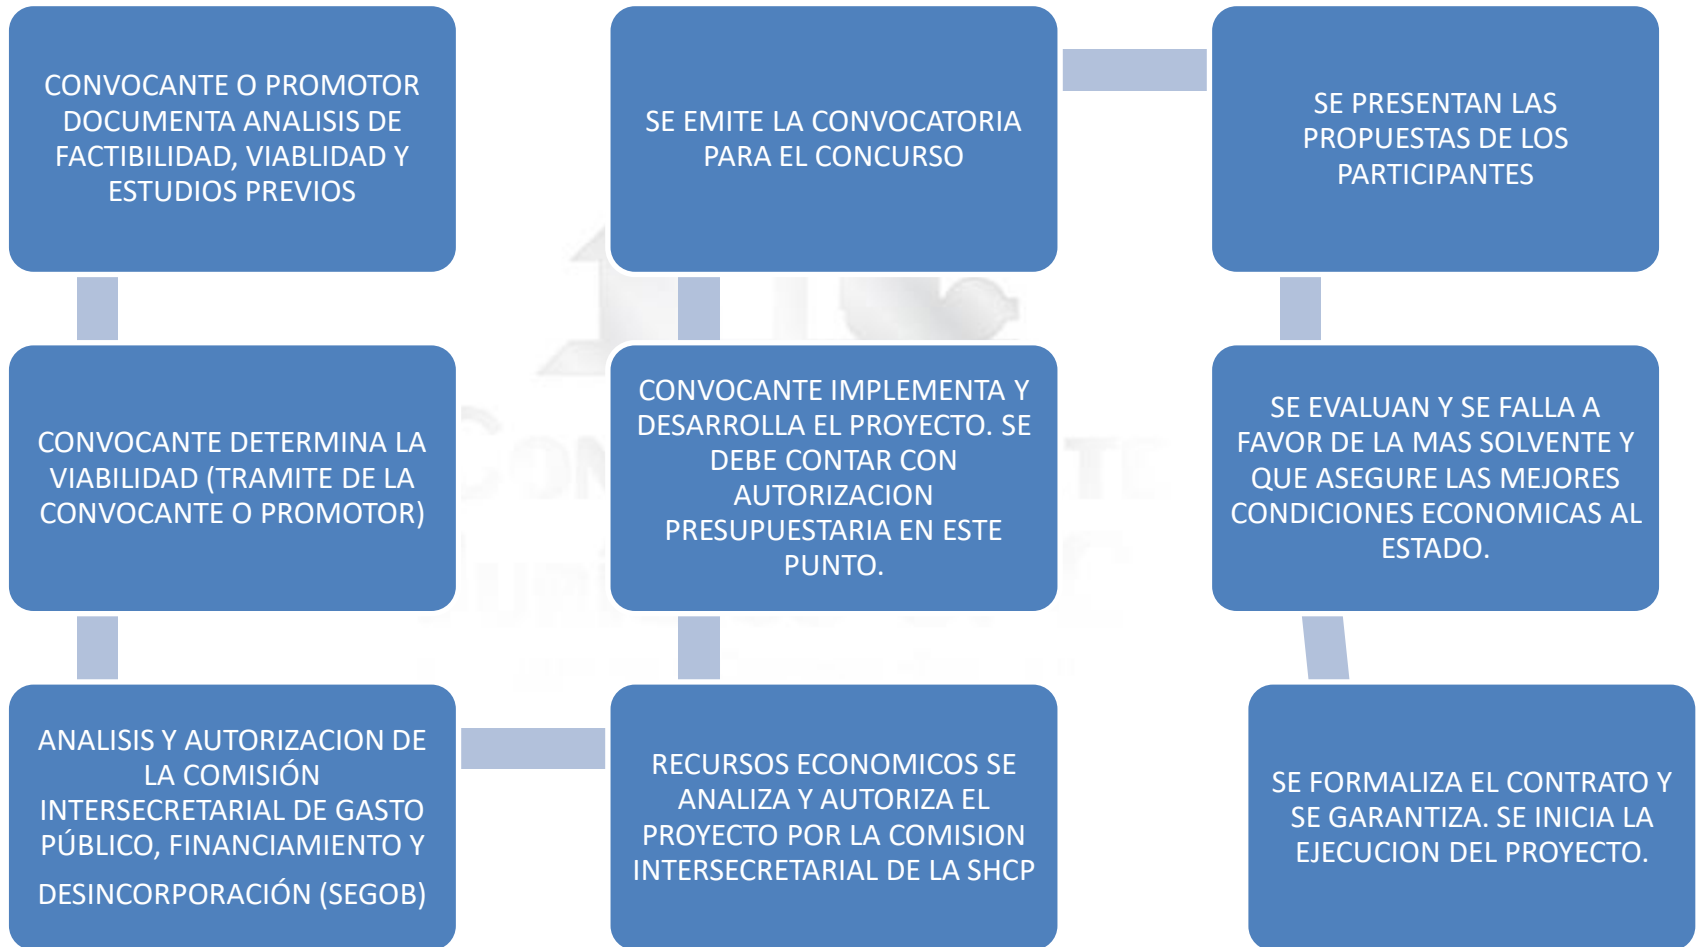 CONVOCANTE O PROMOTOR
DOCUMENTA ANALISIS DE
FACTIBILIDAD, VIABLIDAD Y
ESTUDIOS PREVIOS
CONVOCANTE DETERMINA LA
VIABILIDAD (TRAMITE DE LA
CONVOCANTE O PROMOTOR)
ANALISIS Y AUTORIZACION DE
LA COMISIÓN
INTERSECRETARIAL DE GASTO
PÚBLICO, FINANCIAMIENTO Y
DESINCORPORACIÓN (SEGOB)
RECURSOS ECONOMICOS SE
ANALIZA Y AUTORIZA EL
PROYECTO POR LA COMISION
INTERSECRETARIAL DE LA SHCP
CONVOCANTE IMPLEMENTA Y
DESARROLLA EL PROYECTO. SE
DEBE CONTAR CON
AUTORIZACION
PRESUPUESTARIA EN ESTE
PUNTO.
SE EMITE LA CONVOCATORIA
PARA EL CONCURSO
SE PRESENTAN LAS
PROPUESTAS DE LOS
PARTICIPANTES
SE EVALUAN Y SE FALLA A
FAVOR DE LA MAS SOLVENTE Y
QUE ASEGURE LAS MEJORES
CONDICIONES ECONOMICAS AL
ESTADO.
SE FORMALIZA EL CONTRATO Y
SE GARANTIZA. SE INICIA LA
EJECUCION DEL PROYECTO.